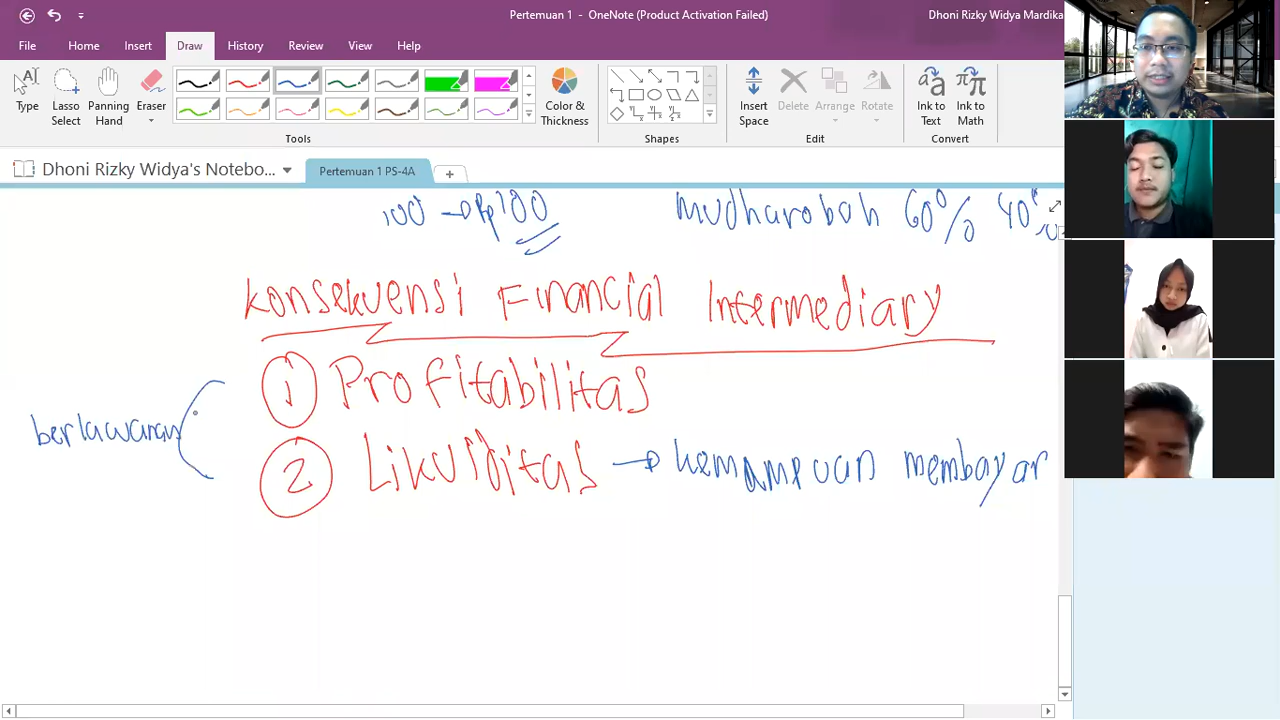 Pertemuan 1 - OneNote (Product Activation Failed)
Dhoni Rizky Widya Mardika
File Home Insert Draw History Review View Help
Type
Lasso Select
Panning Hand
Eraser
Color & Thickness
Insert Space
Delete
Arrange
Rotate
Ink to Text
Ink to Math
Tools
Shapes
Edit
Convert
Dhoni Rizky Widya's Notebo...
Pertemuan 1 PS-4A
100 → Rp 100
mudharobah 60% 40%
Konsekuensi Financial Intermediary
1 Profitabilitas
berlawanan
2 Likuiditas → kemampuan membayar